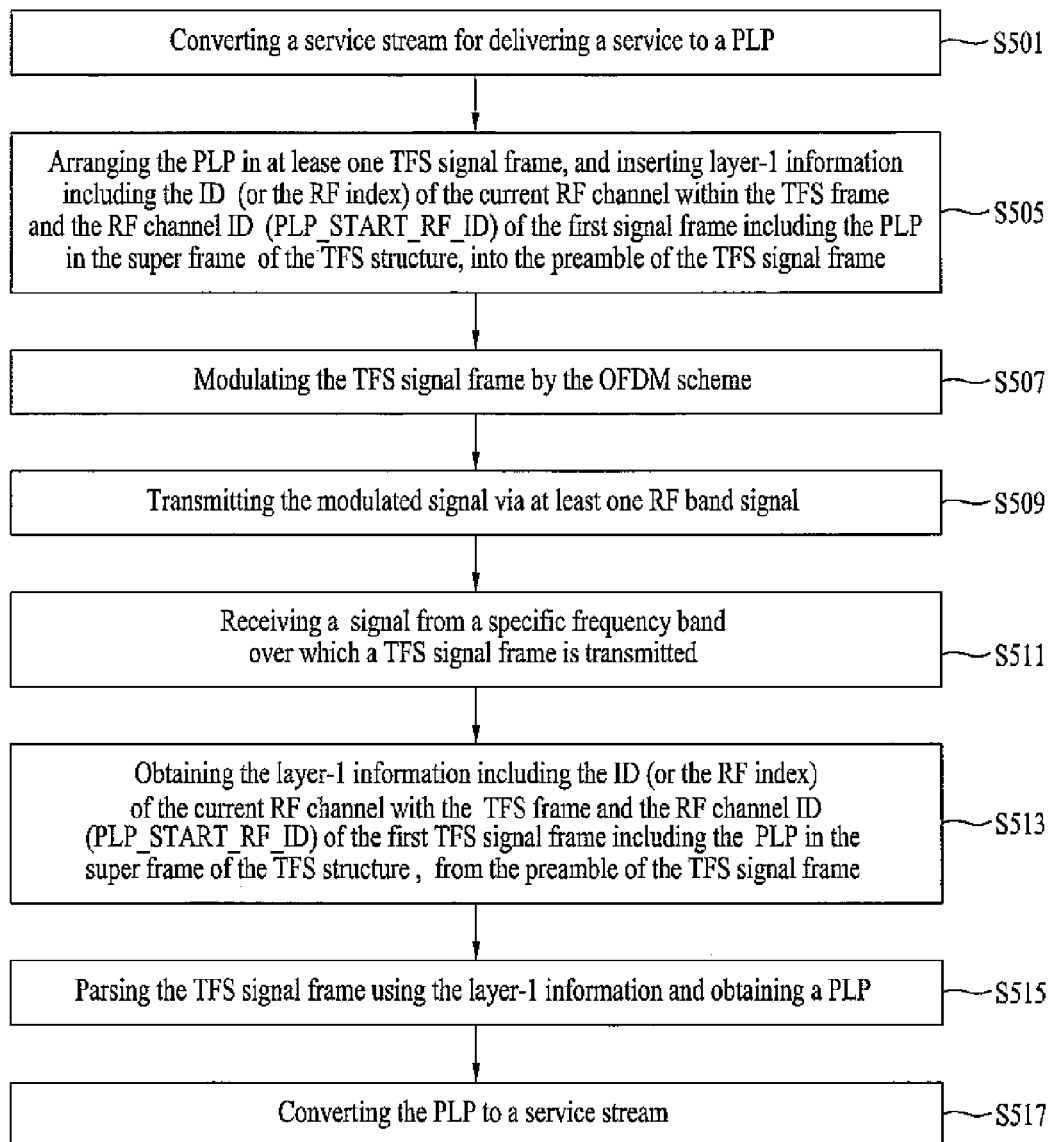 Converting a service stream for delivering a service to a PLP
S501
Arranging the PLP in at lease one TFS signal frame, and inserting layer-1 information
including the ID (or the RF index) of the current RF channel within the TFS frame
and the RF channel ID (PLP_START_RF_ID) of the first signal frame including the PLP
in the super frame of the TFS structure, into the preamble of the TFS signal frame
S505
Modulating the TFS signal frame by the OFDM scheme
S507
Transmitting the modulated signal via at least one RF band signal
S509
Receiving a signal from a specific frequency band
over which a TFS signal frame is transmitted
S511
Obtaining the layer-1 information including the ID (or the RF index)
of the current RF channel with the TFS frame and the RF channel ID
(PLP_START_RF_ID) of the first TFS signal frame including the PLP in the
super frame of the TFS structure , from the preamble of the TFS signal frame
S513
Parsing the TFS signal frame using the layer-1 information and obtaining a PLP
S515
Converting the PLP to a service stream
S517